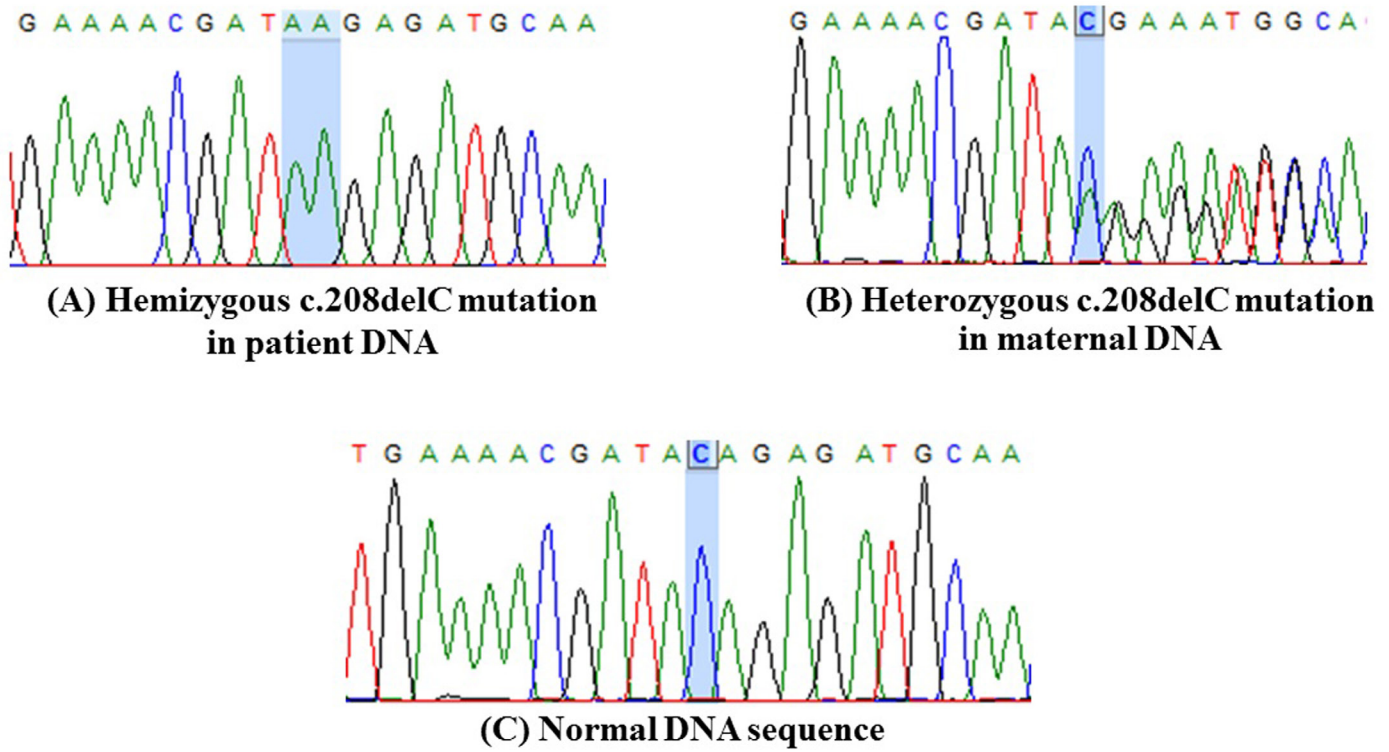 G A A A A C G A T A A G A G A T G C A A
G A A A A C G A T A C G A A A T G G C A
(A) Hemizygous c.208delC mutation
in patient DNA
(B) Heterozygous c.208delC mutation
in maternal DNA
T G A A A A C G A T A C A G A G A T G C A A
(C) Normal DNA sequence